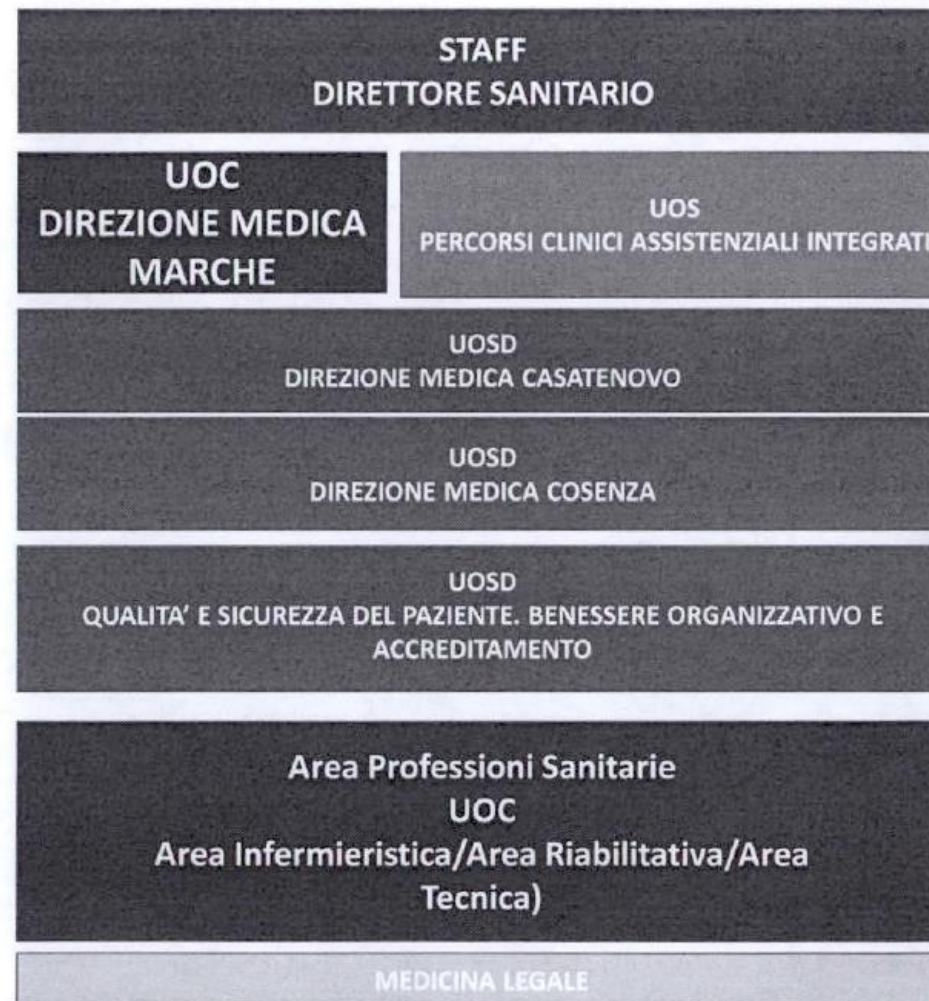 STAFF
DIRETTORE SANITARIO
UOC
DIREZIONE MEDICA
MARCHE
UOS
PERCORSI CLINICI ASSISTENZIALI INTEGRATI
UOSD
DIREZIONE MEDICA CASATENOVO
UOSD
DIREZIONE MEDICA COSENZA
UOSD
QUALITA’ E SICUREZZA DEL PAZIENTE. BENESSERE ORGANIZZATIVO E
ACCREDITAMENTO
Area Professioni Sanitarie
UOC
Area Infermieristica/Area Riabilitativa/Area
Tecnica)
MEDICINA LEGALE